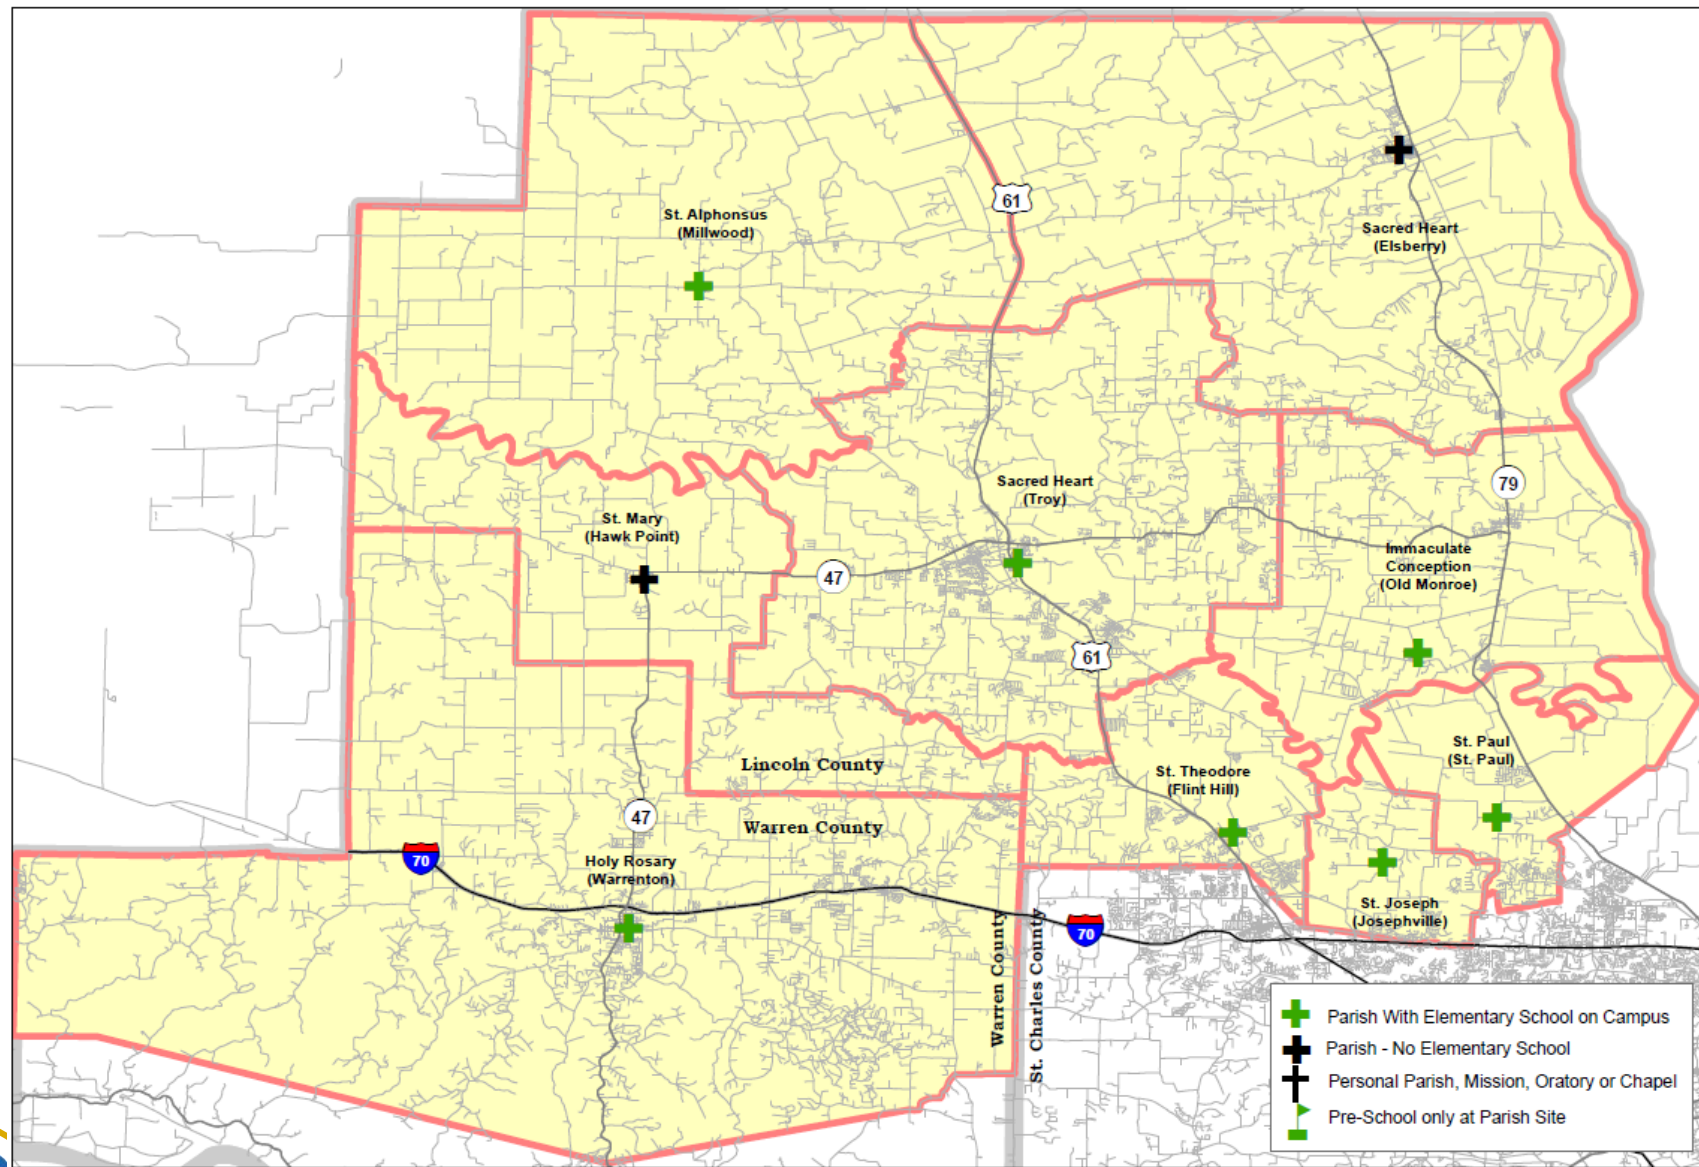 61
St. Alphonsus
(Millwood)
Sacred Heart
(Elsberry)
Sacred Heart
(Troy)
79
St. Mary
(Hawk Point)
47
Immaculate
Conception
(Old Monroe)
61
Lincoln County
St. Theodore
(Flint Hill)
St. Paul
(St. Paul)
47
Warren County
70
Holy Rosary
(Warrenton)
St. Joseph
(Josephville)
70
Warren County
St. Charles County
Parish With Elementary School on Campus
Parish - No Elementary School
Personal Parish, Mission, Oratory or Chapel
Pre-School only at Parish Site